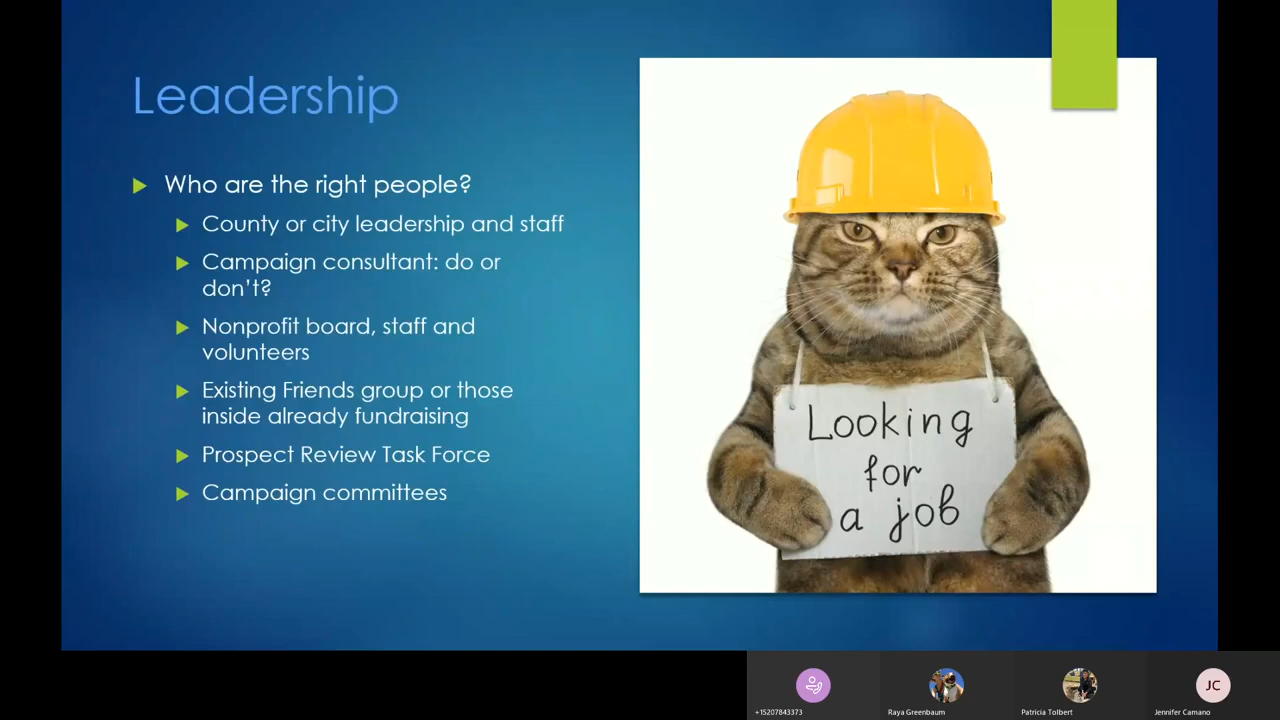 Leadership
Who are the right people?
County or city leadership and staff
Campaign consultant: do or
don't?
Nonprofit board, staff and
volunteers
Existing Friends group or those
inside already fundraising
Prospect Review Task Force
Campaign committees
Looking
for
a job
JC
+15207843373
Raya Greenbaum
Patricia Tolbert
Jennifer Camano